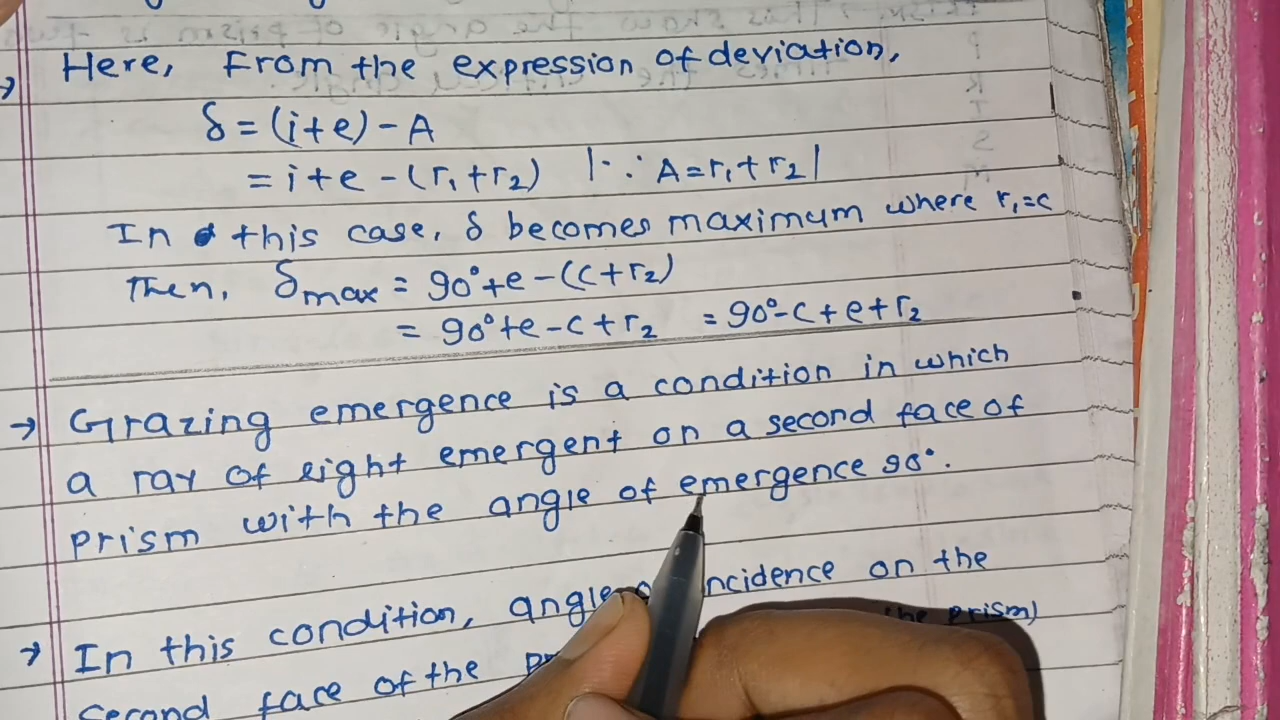 Here, From the expression of deviation,
δ = (i+e) - A
= i+e - (r₁+r₂) |∵ A=r₁+r₂|
In this case, δ becomes maximum where r₁=c
Then, δmax = 90°+e-(c+r₂)
= 90°+e-c+r₂ = 90°-c+e+r₂
→ Grazing emergence is a condition in which
a ray of light emergent on a second face of
prism with the angle of emergence 90°.
→ In this condition, angle incidence on the
second face of the prism)